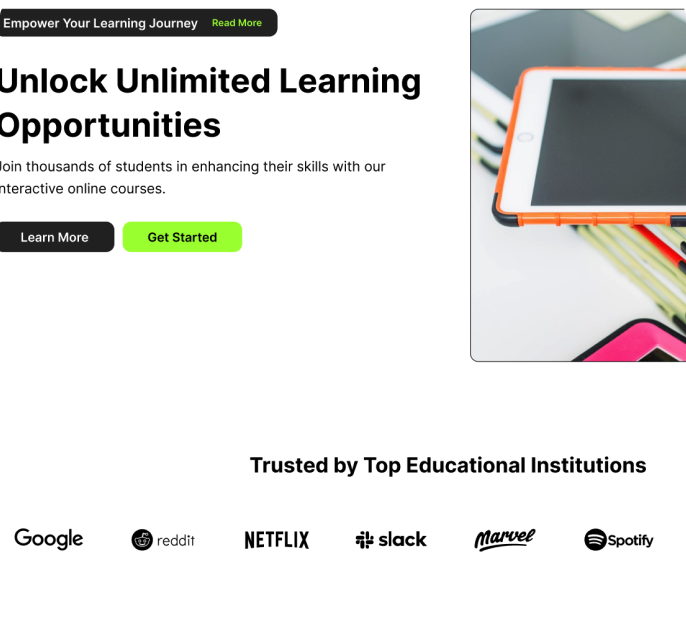 Empower Your Learning Journey Read More
Unlock Unlimited Learning
Opportunities
Join thousands of students in enhancing their skills with our
interactive online courses.
Learn More Get Started
Trusted by Top Educational Institutions
Google reddit NETFLIX slack Marvel Spotify